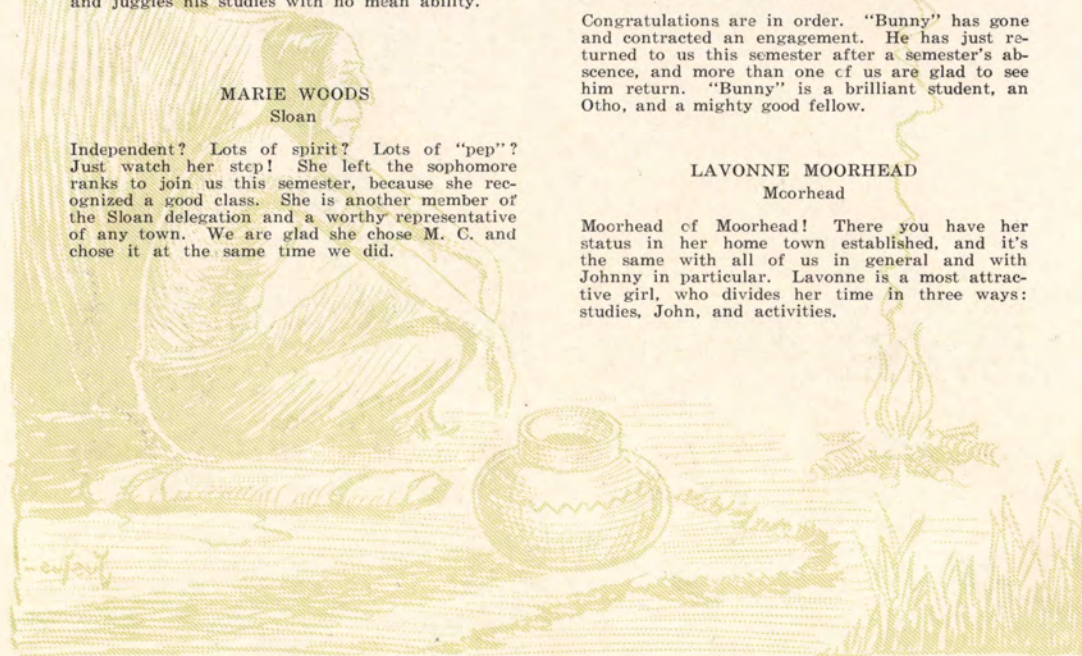 and juggles his studies with no mean ability.
MARIE WOODS
Sloan
Independent? Lots of spirit? Lots of "pep"?
Just watch her step! She left the sophomore
ranks to join us this semester, because she rec-
ognized a good class. She is another member of
the Sloan delegation and a worthy representative
of any town. We are glad she chose M. C. and
chose it at the same time we did.
Congratulations are in order. "Bunny" has gone
and contracted an engagement. He has just re-
turned to us this semester after a semester's ab-
scence, and more than one of us are glad to see
him return. "Bunny" is a brilliant student, an
Otho, and a mighty good fellow.
LAVONNE MOORHEAD
Moorhead
Moorhead of Moorhead! There you have her
status in her home town established, and it's
the same with all of us in general and with
Johnny in particular. Lavonne is a most attrac-
tive girl, who divides her time in three ways:
studies, John, and activities.
Justus-